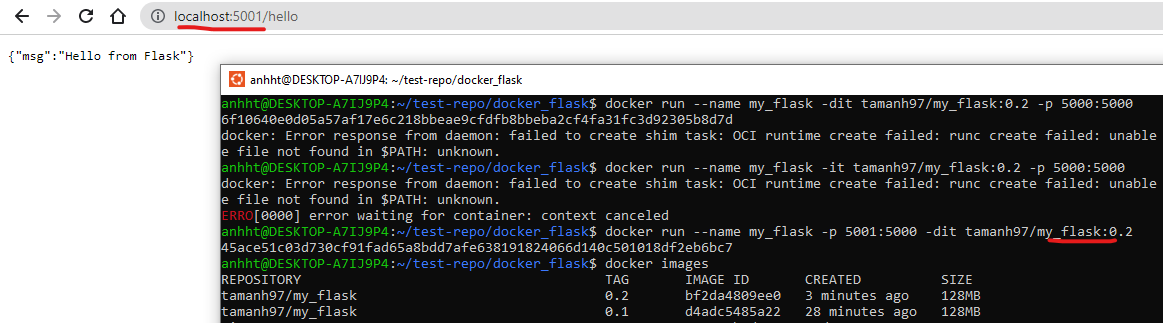 localhost:5001/hello
{"msg":"Hello from Flask"}
anhht@DESKTOP-A7IJ9P4: ~/test-repo/docker_flask
anhht@DESKTOP-A7IJ9P4:~/test-repo/docker_flask$ docker run --name my_flask -dit tamanh97/my_flask:0.2 -p 5000:5000
6f10640e0d05a57af17e6c218bbeae9cfdfb8bbeba2cf4fa31fc3d92305b8d7d
docker: Error response from daemon: failed to create shim task: OCI runtime create failed: runc create failed: unable
e file not found in $PATH: unknown.
anhht@DESKTOP-A7IJ9P4:~/test-repo/docker_flask$ docker run --name my_flask -it tamanh97/my_flask:0.2 -p 5000:5000
docker: Error response from daemon: failed to create shim task: OCI runtime create failed: runc create failed: unable
e file not found in $PATH: unknown.
ERRO[0000] error waiting for container: context canceled
anhht@DESKTOP-A7IJ9P4:~/test-repo/docker_flask$ docker run --name my_flask -p 5001:5000 -dit tamanh97/my_flask:0.2
45ace51c03d730cf91fad65a8bdd7afe638191824066d140c501018df2eb6bc7
anhht@DESKTOP-A7IJ9P4:~/test-repo/docker_flask$ docker images
REPOSITORY TAG IMAGE ID CREATED SIZE
tamanh97/my_flask 0.2 bf2da4809ee0 3 minutes ago 128MB
tamanh97/my_flask 0.1 d4adc5485a22 28 minutes ago 128MB